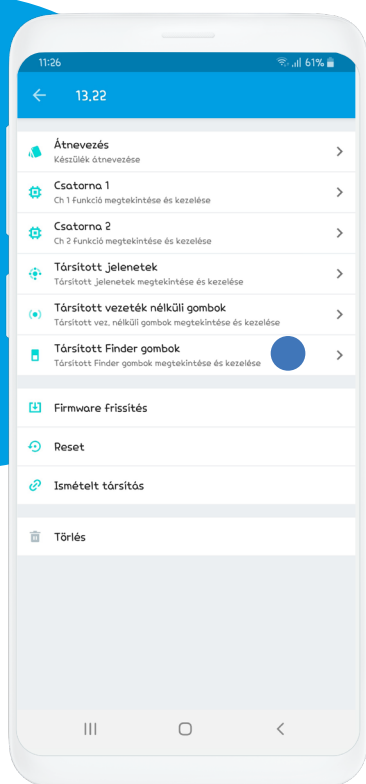 11:26
61%
13.22
Átnevezés
Készülék átnevezése
Csatorna 1
Ch 1 funkció megtekintése és kezelése
Csatorna 2
Ch 2 funkció megtekintése és kezelése
Társított jelenetek
Társított jelenetek megtekintése és kezelése
Társított vezeték nélküli gombok
Társított vez. nélküli gombok megtekintése és kezelése
Társított Finder gombok
Társított Finder gombok megtekintése és kezelése
Firmware frissítés
Reset
Ismételt társítás
Törlés